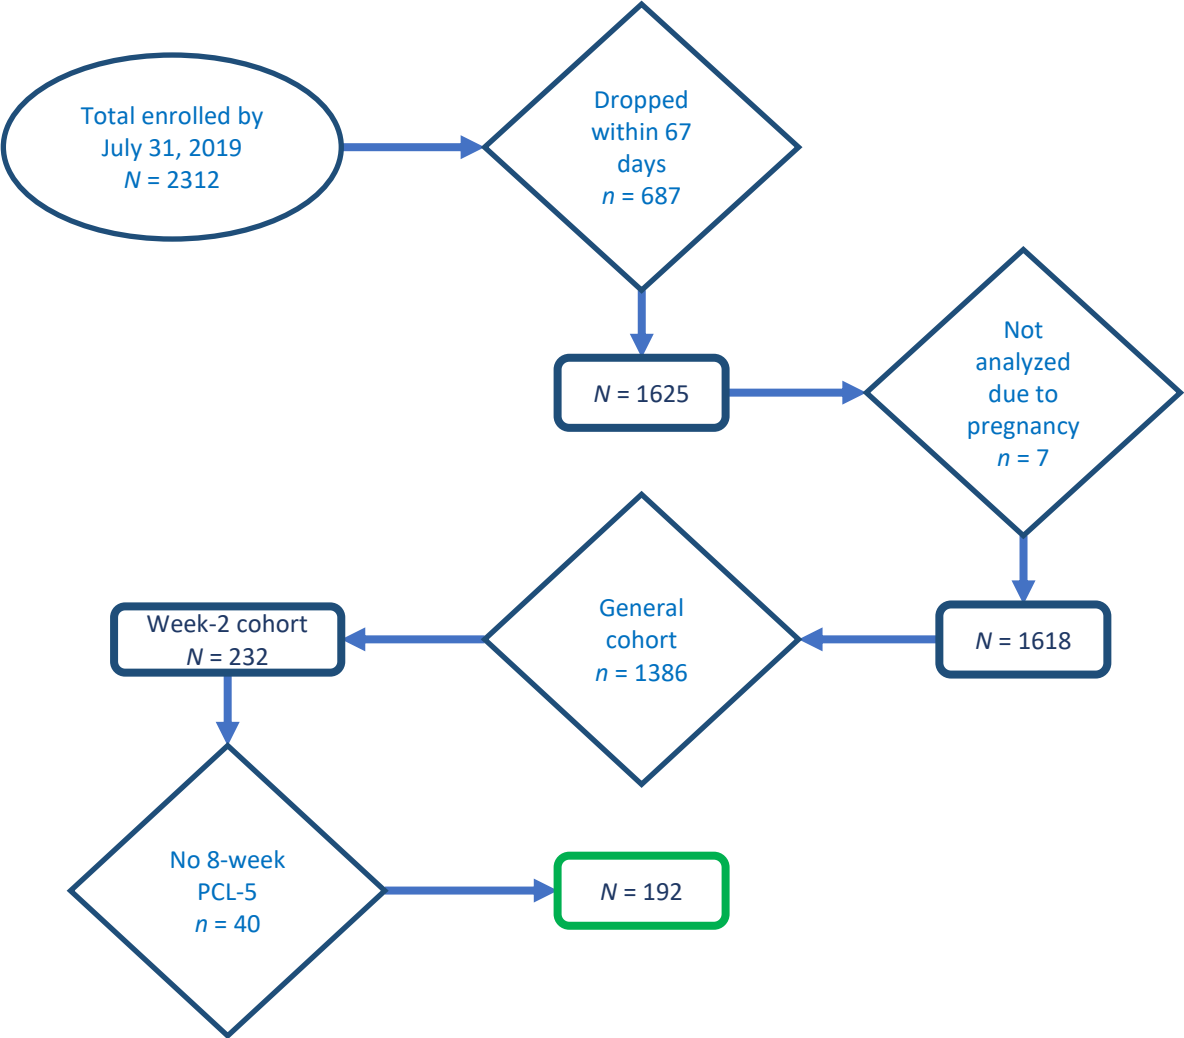 Total enrolled by
July 31, 2019
N = 2312
Dropped
within 67
days
n = 687
N = 1625
Not
analyzed
due to
pregnancy
n = 7
N = 1618
General
cohort
n = 1386
Week-2 cohort
N = 232
No 8-week
PCL-5
n = 40
N = 192